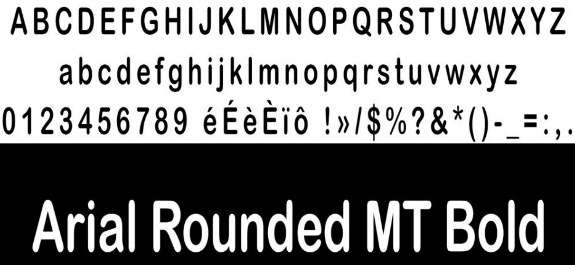 ABCDEFGHIJKLMNOPQRSTUVWXYZ
abcdefghijklmnopqrstuvwxyz
0123456789 éÉèÈïô !»/$%?&*()-_=:,.
Arial Rounded MT Bold